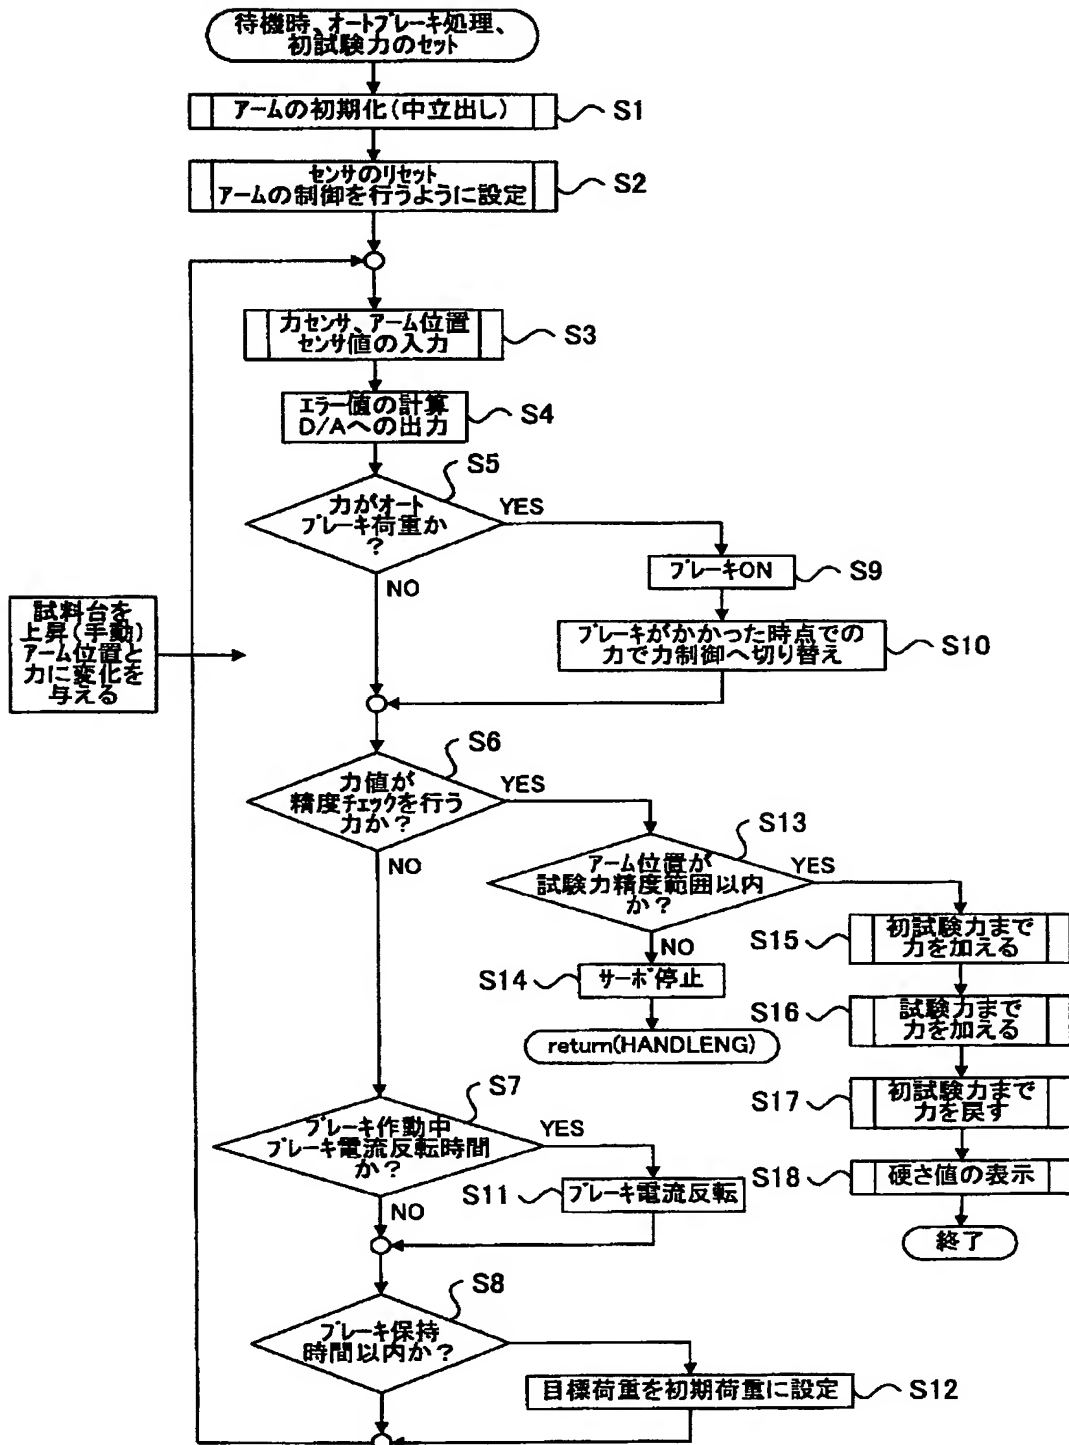 待機時、オートブレーキ処理、
初試験力のセット
アームの初期化(中立出し)
S1
センサのリセット
アームの制御を行うように設定
S2
力センサ、アーム位置
センサ値の入力
S3
エラー値の計算
D/Aへの出力
S4
S5
力がオート
ブレーキ荷重か
?
YES
NO
ブレーキON
S9
ブレーキがかかった時点での
力で力制御へ切り替え
S10
試料台を
上昇(手動)
アーム位置と
力に変化を
与える
S6
力値が
精度チェックを行う
力か?
YES
NO
S13
アーム位置が
試験力精度範囲以内
か?
YES
NO
S14
サーボ停止
return(HANDLENG)
S15
初試験力まで
力を加える
S16
試験力まで
力を加える
S17
初試験力まで
力を戻す
S18
硬さ値の表示
終了
S7
ブレーキ作動中
ブレーキ電流反転時間
か?
YES
NO
S11
ブレーキ電流反転
S8
ブレーキ保持
時間以内か?
目標荷重を初期荷重に設定
S12